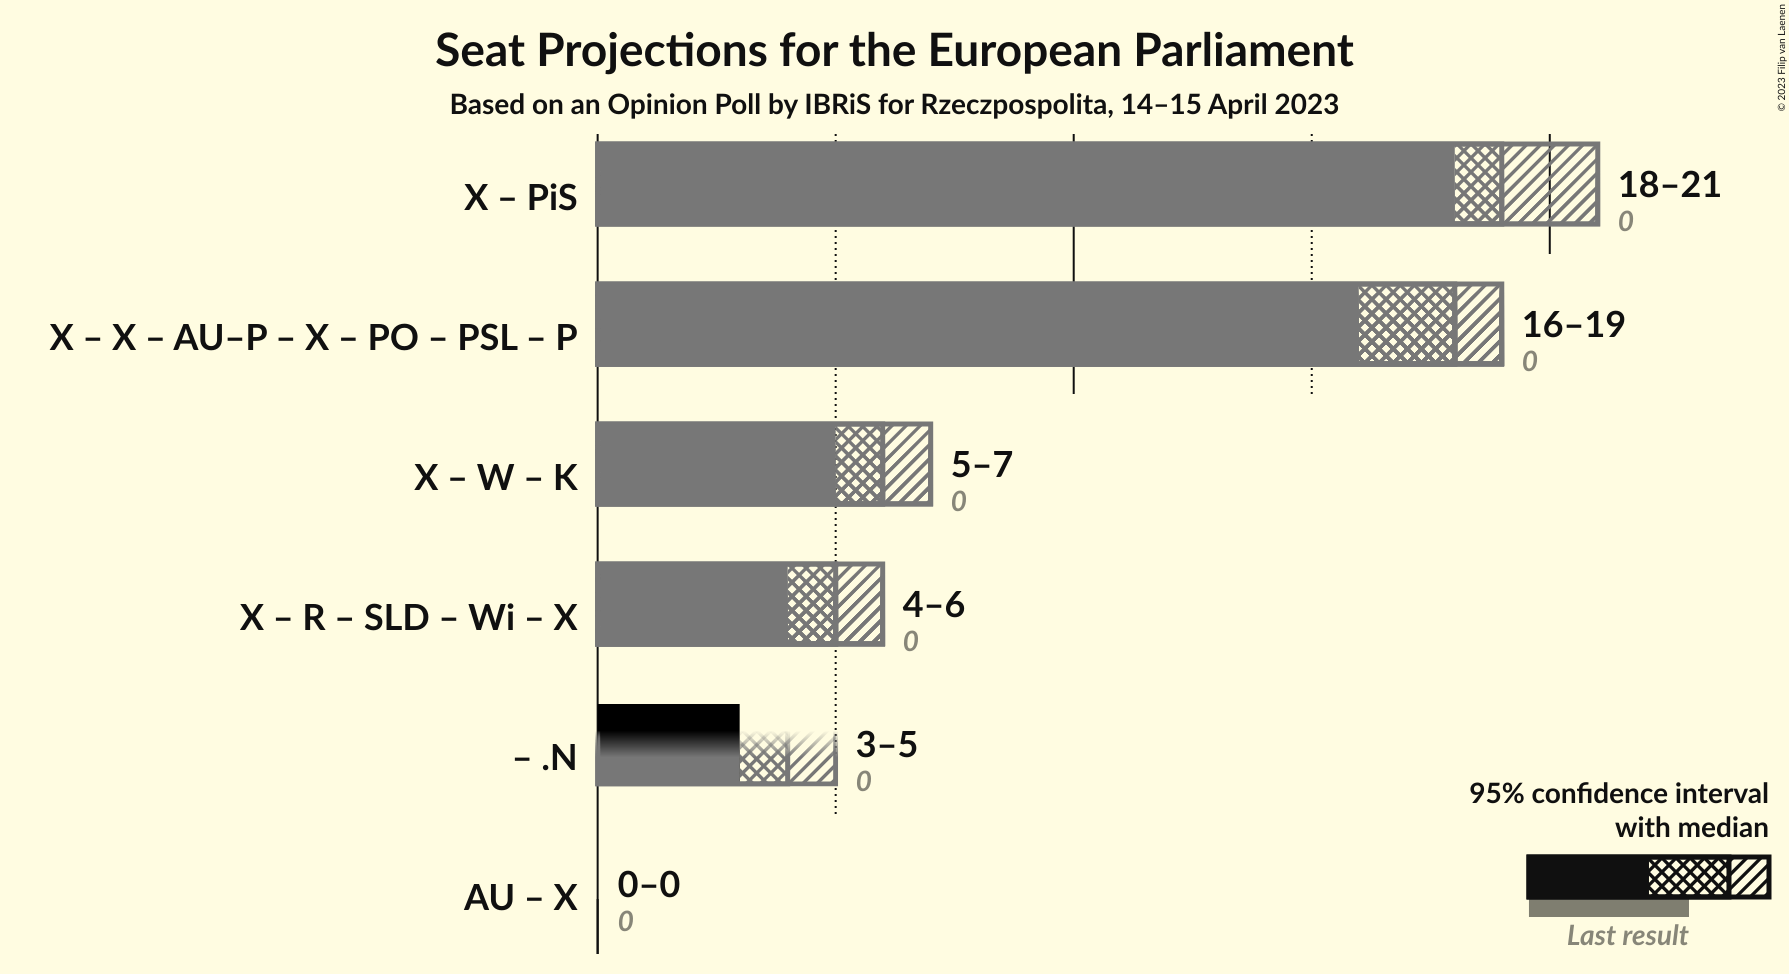 Seat Projections for the European Parliament
Based on an Opinion Poll by IBRiS for Rzeczpospolita, 14–15 April 2023
© 2023 Filip van Laenen
X – PiS
18–21
0
X – X – AU–P – X – PO – PSL – P
16–19
0
X – W – K
5–7
0
X – R – SLD – Wi – X
4–6
0
– .N
3–5
0
AU – X
0–0
0
95% confidence interval
with median
Last result